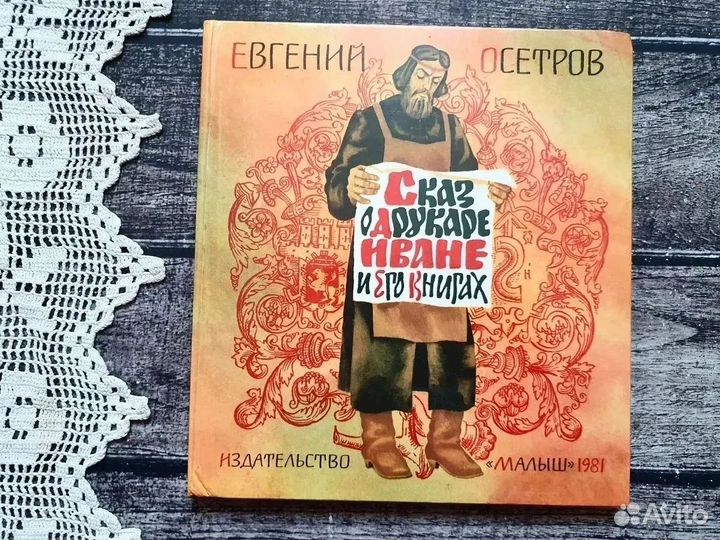 ЕВГЕНИЙ ОСЕТРОВ
Сказ
о друкаре
Иване
и Его Книгах
ИЗДАТЕЛЬСТВО «МАЛЫШ» 1981
Avito